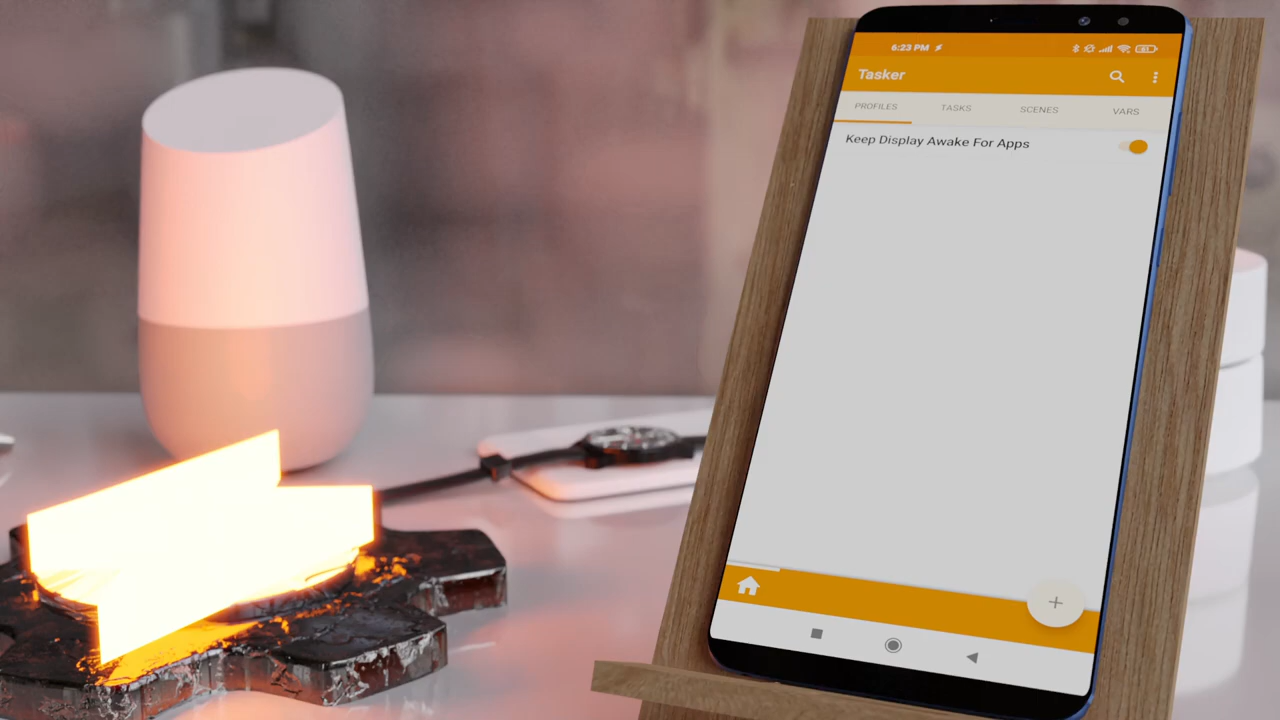 6:23 PM
Tasker
PROFILES TASKS SCENES VARS
Keep Display Awake For Apps